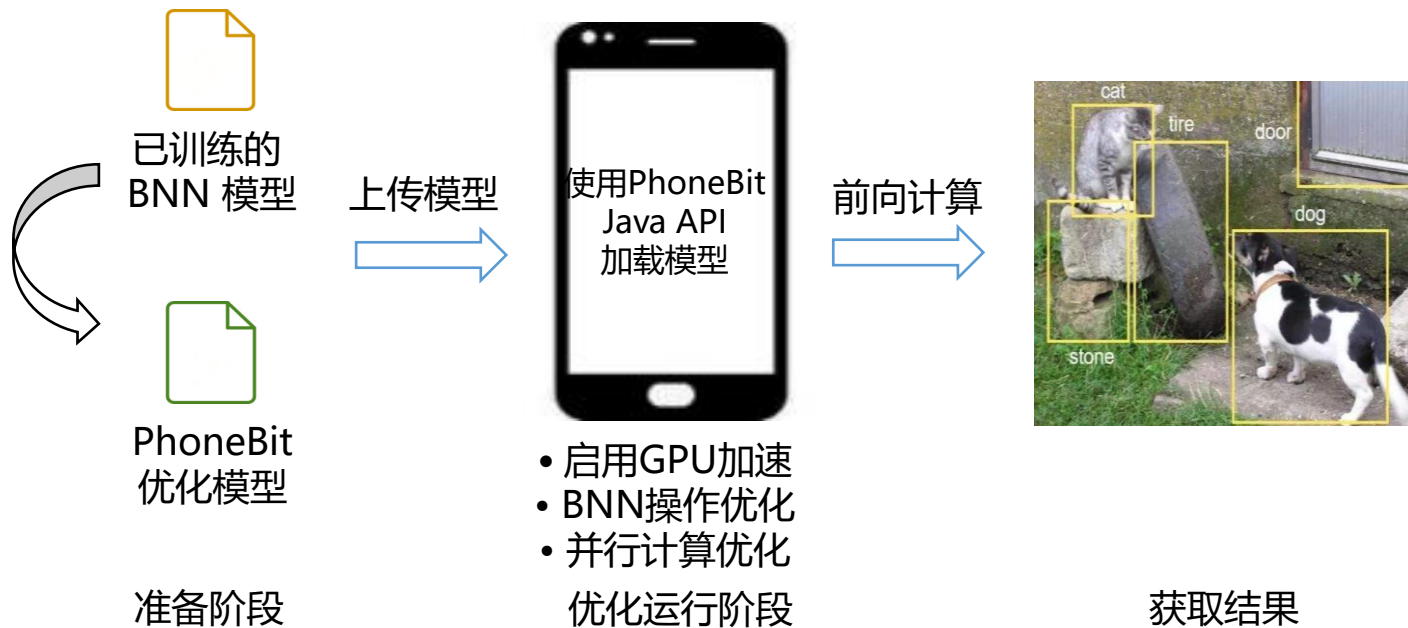 已训练的
BNN 模型
PhoneBit
优化模型
准备阶段
上传模型
使用PhoneBit
Java API
加载模型
• 启用GPU加速
• BNN操作优化
• 并行计算优化
优化运行阶段
前向计算
cat
tire
door
dog
stone
获取结果